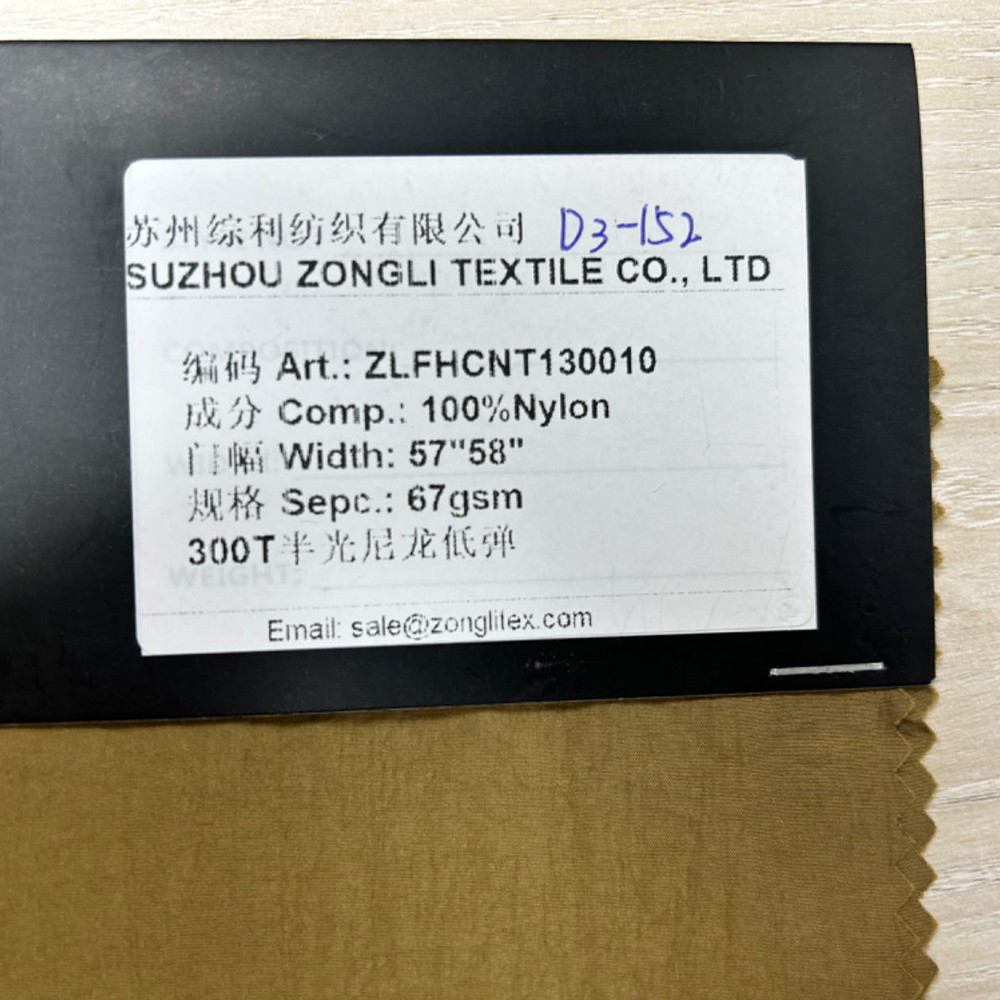 苏州综利纺织有限公司 D3-152
SUZHOU ZONGLI TEXTILE CO., LTD
COMPOSITION:
编码 Art.: ZLFHCNT130010
成分 Comp.: 100%Nylon
门幅 Width: 57"58"
规格 Sepc.: 67gsm
300T半光尼龙低弹
WEIGHT:
Email: sale@zonglitex.com